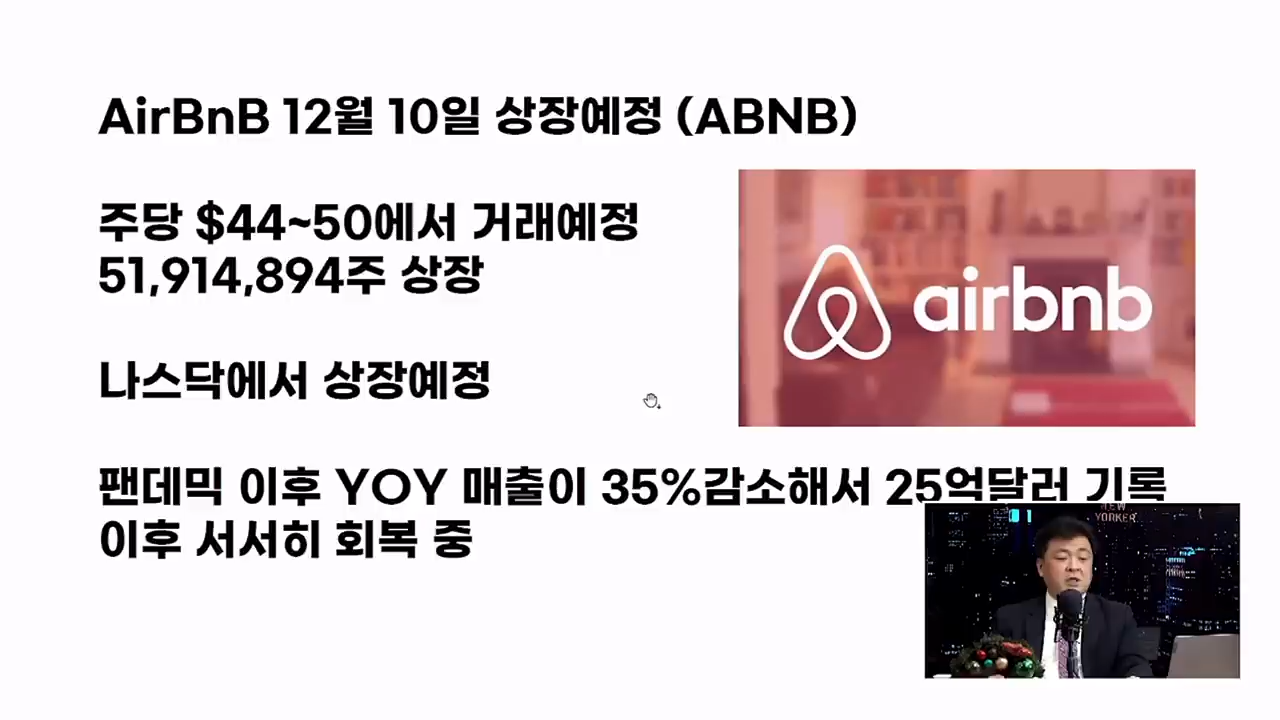 AirBnB 12월 10일 상장예정 (ABNB)
주당 $44~50에서 거래예정
51,914,894주 상장
airbnb
나스닥에서 상장예정
팬데믹 이후 YOY 매출이 35%감소해서 25억달러 기록
이후 서서히 회복 중
NEW
YORKER